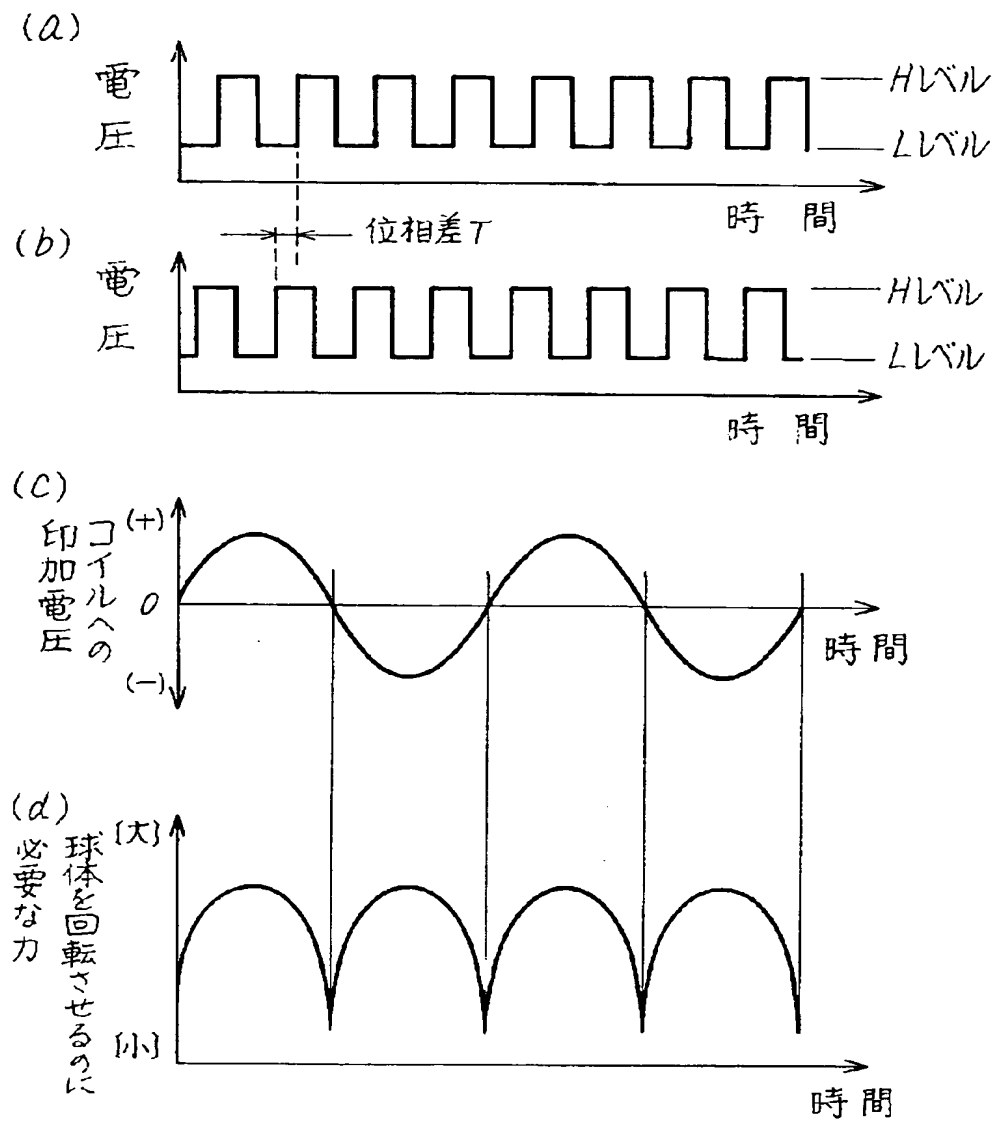 (a)
電圧
Hレベル
Lレベル
時間
位相差T
(b)
電圧
Hレベル
Lレベル
時間
(c)
コイルへの
印加電圧
(+)
0
(−)
時間
(d)
球体を回転させるのに
必要な力
[大]
[小]
時間